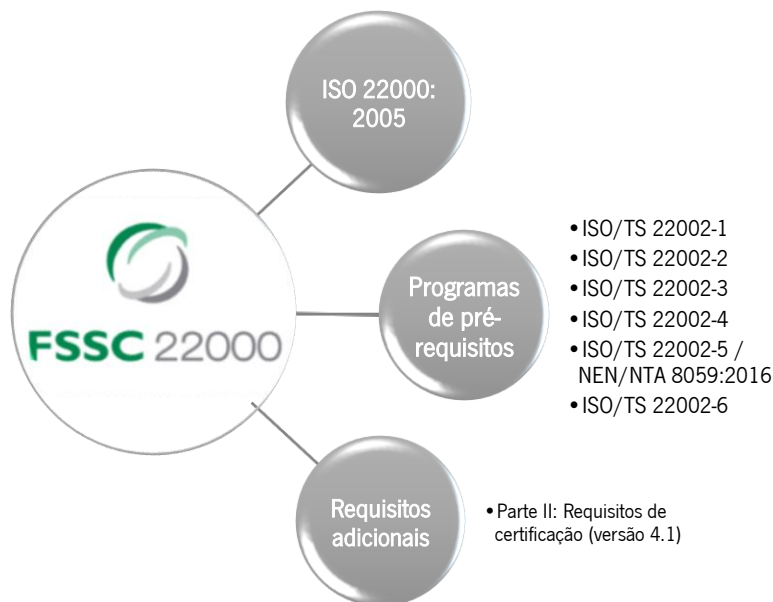 ISO 22000:
2005
FSSC 22000
Programas
de pré-
requisitos
•ISO/TS 22002-1
•ISO/TS 22002-2
•ISO/TS 22002-3
•ISO/TS 22002-4
•ISO/TS 22002-5 /
NEN/NTA 8059:2016
•ISO/TS 22002-6
Requisitos
adicionais
•Parte II: Requisitos de
certificação (versão 4.1)